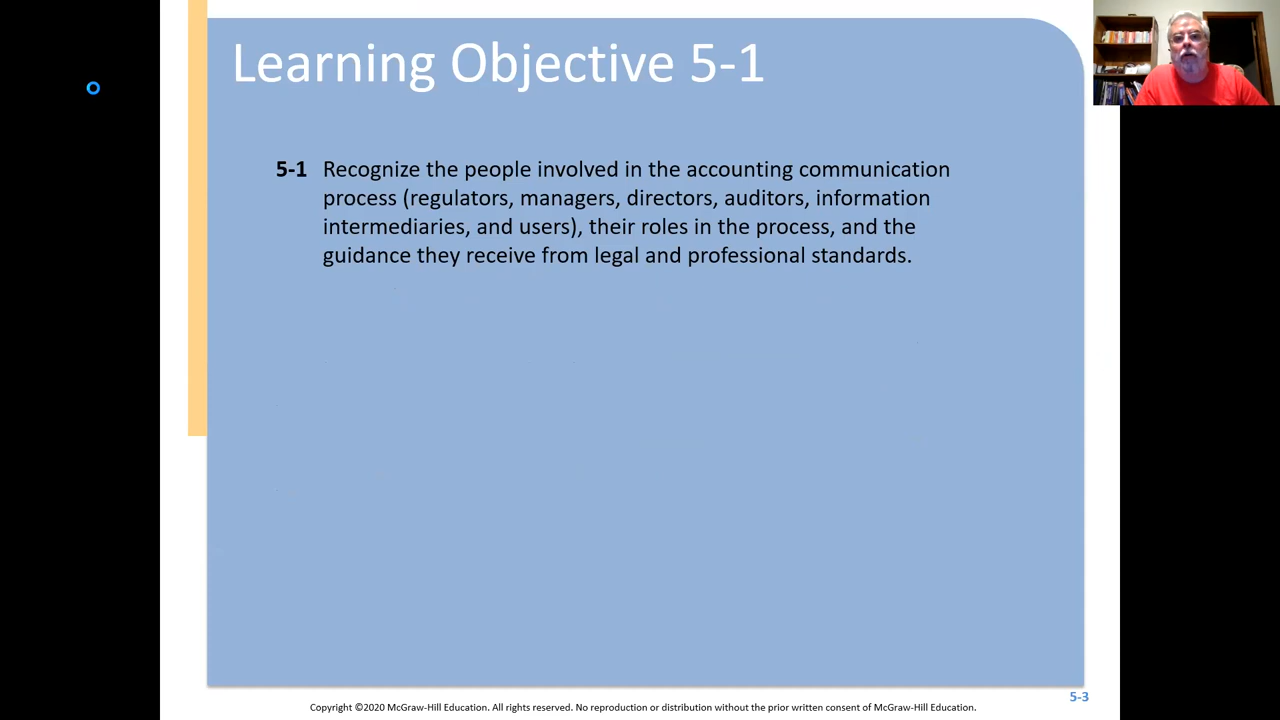 Learning Objective 5-1
5-1 Recognize the people involved in the accounting communication
process (regulators, managers, directors, auditors, information
intermediaries, and users), their roles in the process, and the
guidance they receive from legal and professional standards.
5-3
Copyright ©2020 McGraw-Hill Education. All rights reserved. No reproduction or distribution without the prior written consent of McGraw-Hill Education.